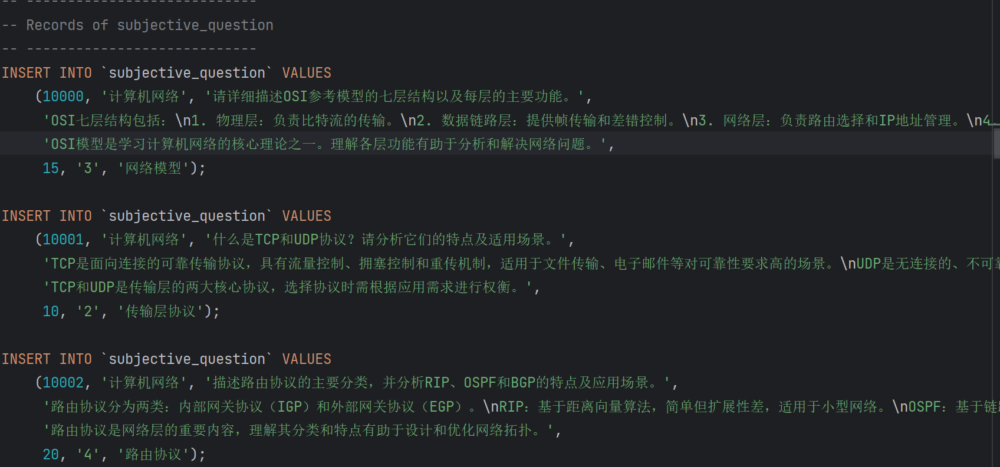 -- ----------------------------
-- Records of subjective_question
-- ----------------------------
INSERT INTO `subjective_question` VALUES
(10000, '计算机网络', '请详细描述OSI参考模型的七层结构以及每层的主要功能。',
'OSI七层结构包括：\n1. 物理层：负责比特流的传输。\n2. 数据链路层：提供帧传输和差错控制。\n3. 网络层：负责路由选择和IP地址管理。\n4.
'OSI模型是学习计算机网络的核心理论之一。理解各层功能有助于分析和解决网络问题。',
15, '3', '网络模型');
INSERT INTO `subjective_question` VALUES
(10001, '计算机网络', '什么是TCP和UDP协议？请分析它们的特点及适用场景。',
'TCP是面向连接的可靠传输协议，具有流量控制、拥塞控制和重传机制，适用于文件传输、电子邮件等对可靠性要求高的场景。\nUDP是无连接的、不可靠
'TCP和UDP是传输层的两大核心协议，选择协议时需根据应用需求进行权衡。',
10, '2', '传输层协议');
INSERT INTO `subjective_question` VALUES
(10002, '计算机网络', '描述路由协议的主要分类，并分析RIP、OSPF和BGP的特点及应用场景。',
'路由协议分为两类：内部网关协议（IGP）和外部网关协议（EGP）。\nRIP：基于距离向量算法，简单但扩展性差，适用于小型网络。\nOSPF：基于链
'路由协议是网络层的重要内容，理解其分类和特点有助于设计和优化网络拓扑。',
20, '4', '路由协议');